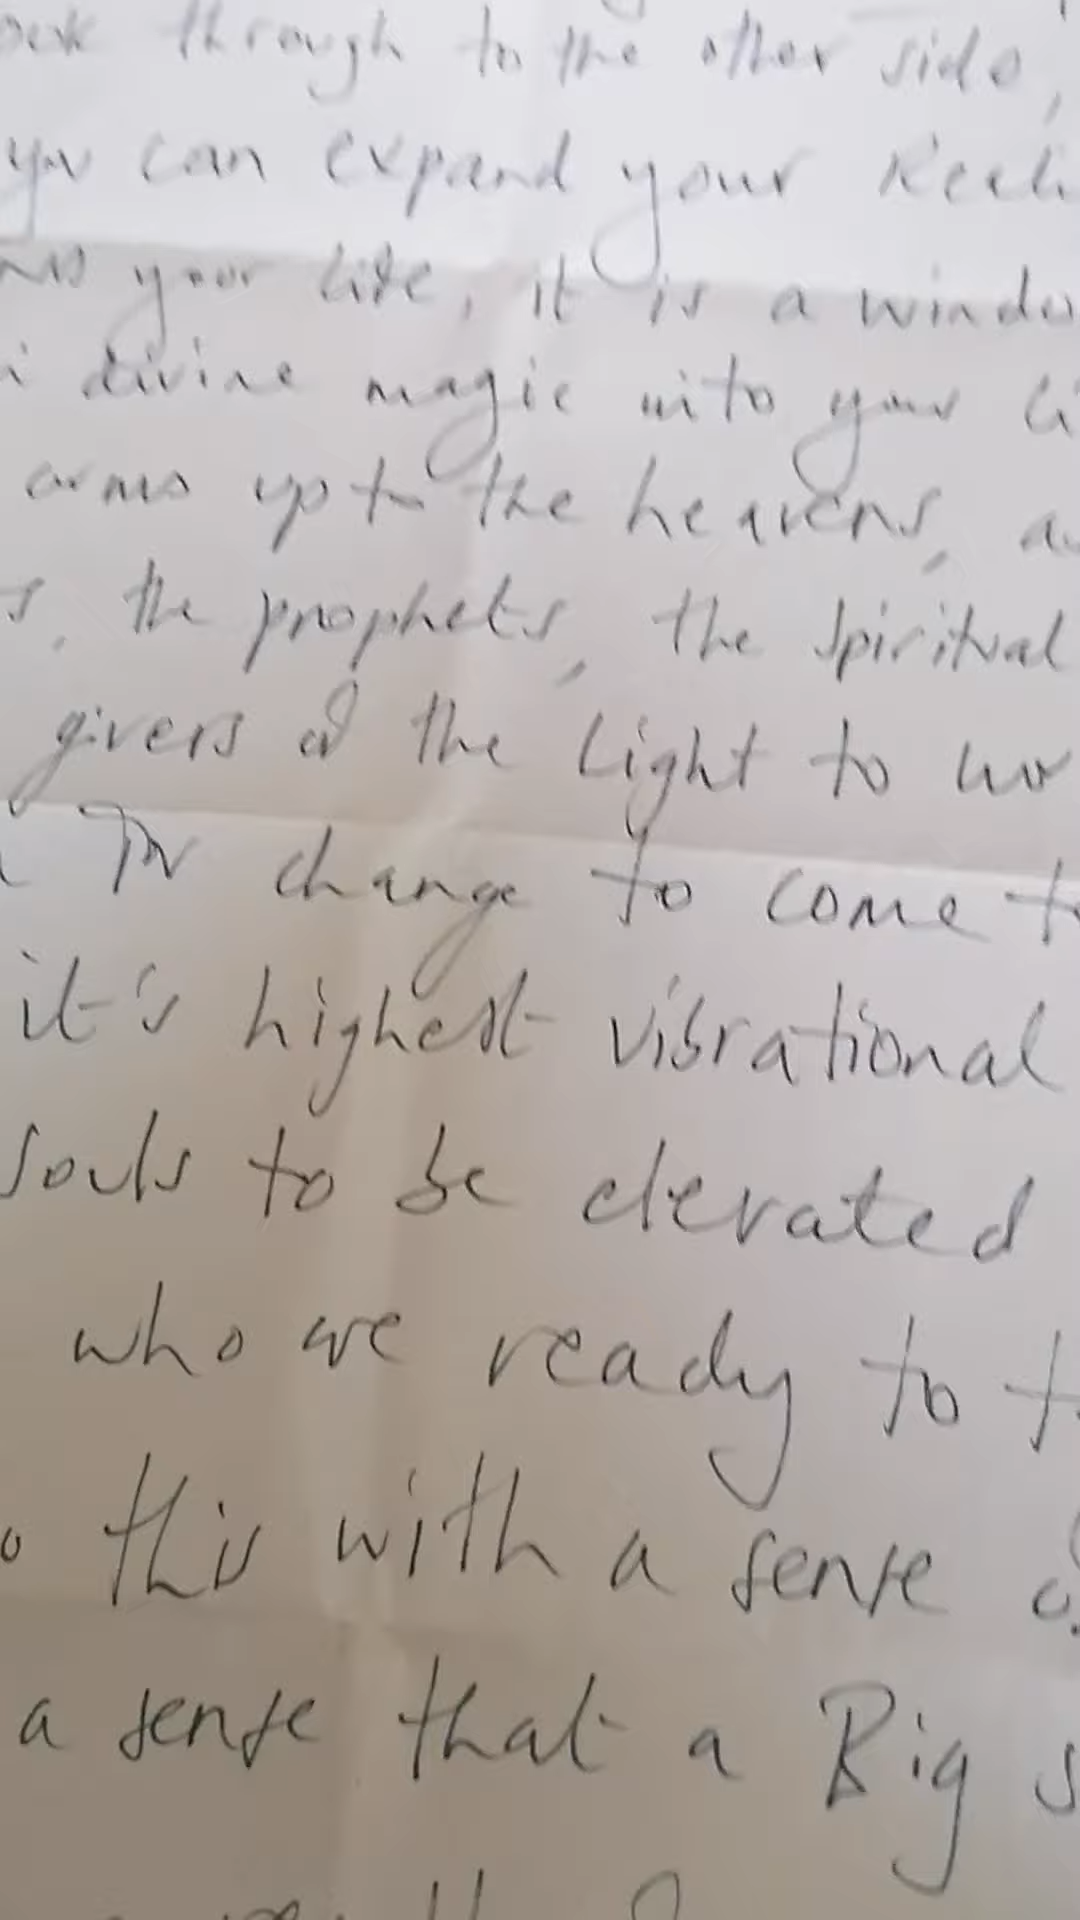 through to the other side,
you can expand your
your life, it is a
divine magic into your
arms up to the heavens,
the prophets, the spiritual
givers of the Light to
for change to come
it's highest vibrational
souls to be elevated
who are ready to
this with a sense
a sense that a Big